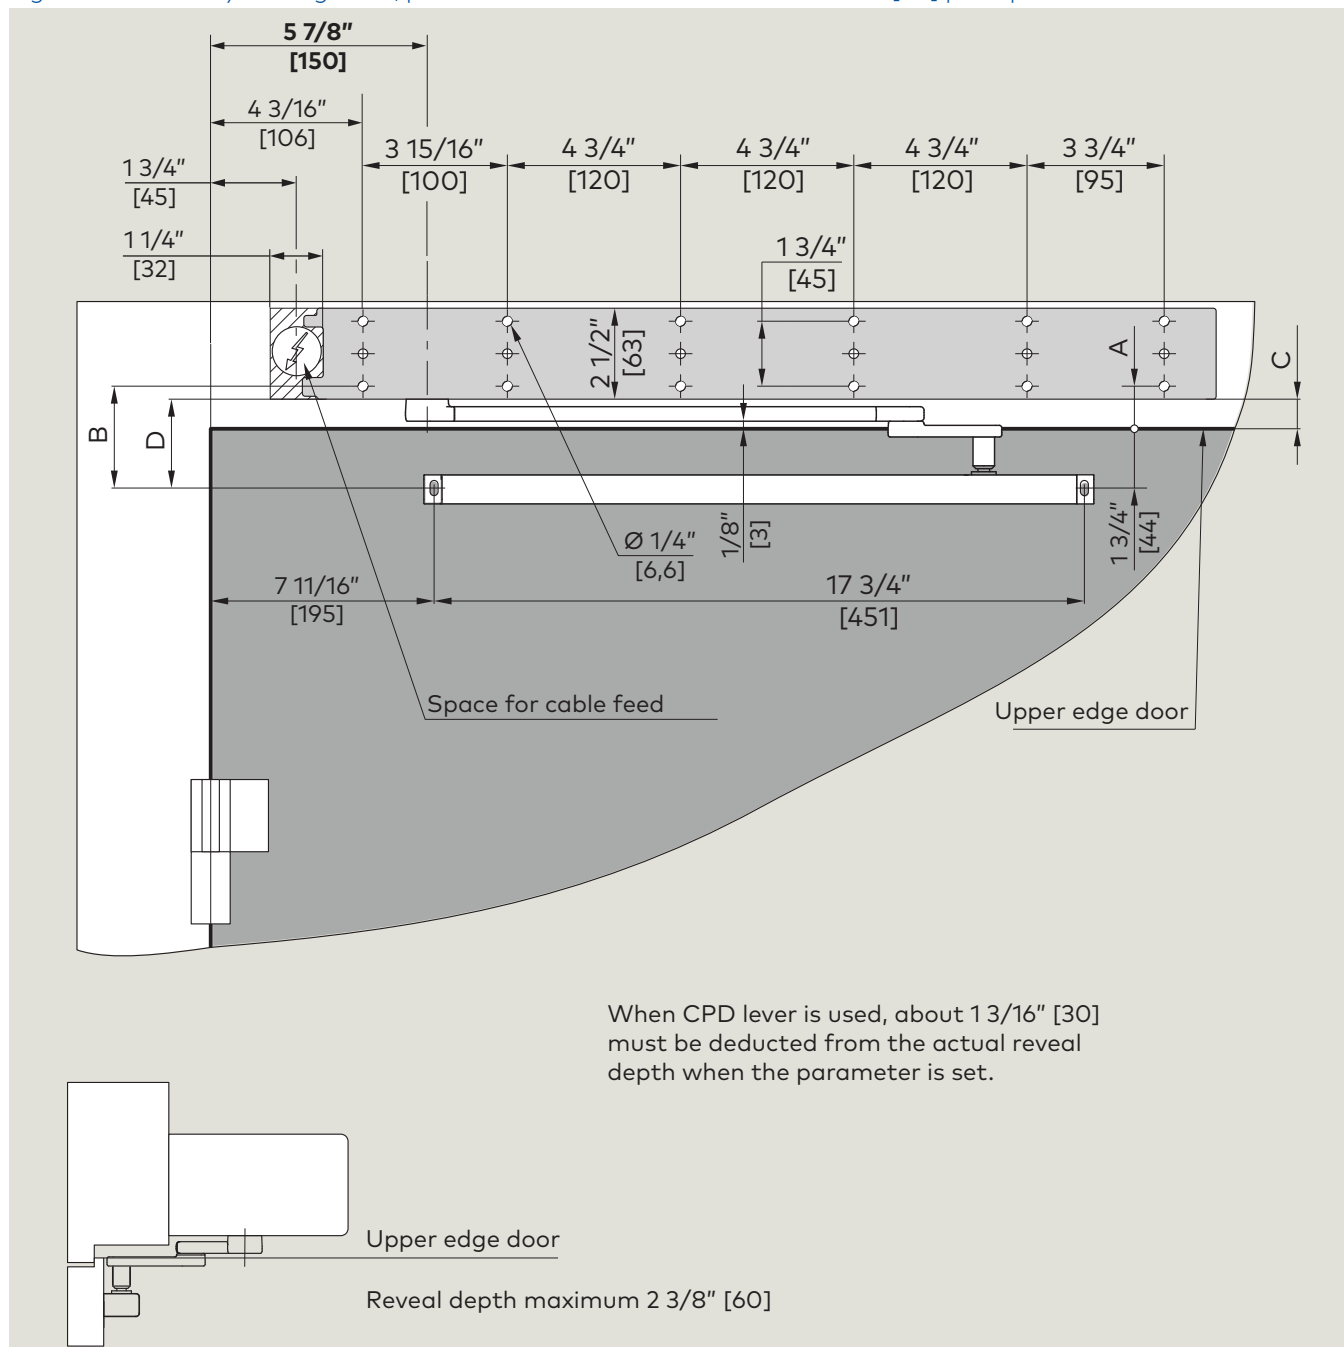 5 7/8"
[150]
4 3/16"
[106]
3 15/16"
[100]
4 3/4"
[120]
4 3/4"
[120]
4 3/4"
[120]
3 3/4"
[95]
1 3/4"
[45]
1 1/4"
[32]
1 3/4"
[45]
2 1/2"
[63]
A
C
B
D
Ø 1/4"
[6,6]
1/8"
[3]
1 3/4"
[44]
7 11/16"
[195]
17 3/4"
[451]
Space for cable feed
Upper edge door
When CPD lever is used, about 1 3/16" [30]
must be deducted from the actual reveal
depth when the parameter is set.
Upper edge door
Reveal depth maximum 2 3/8" [60]